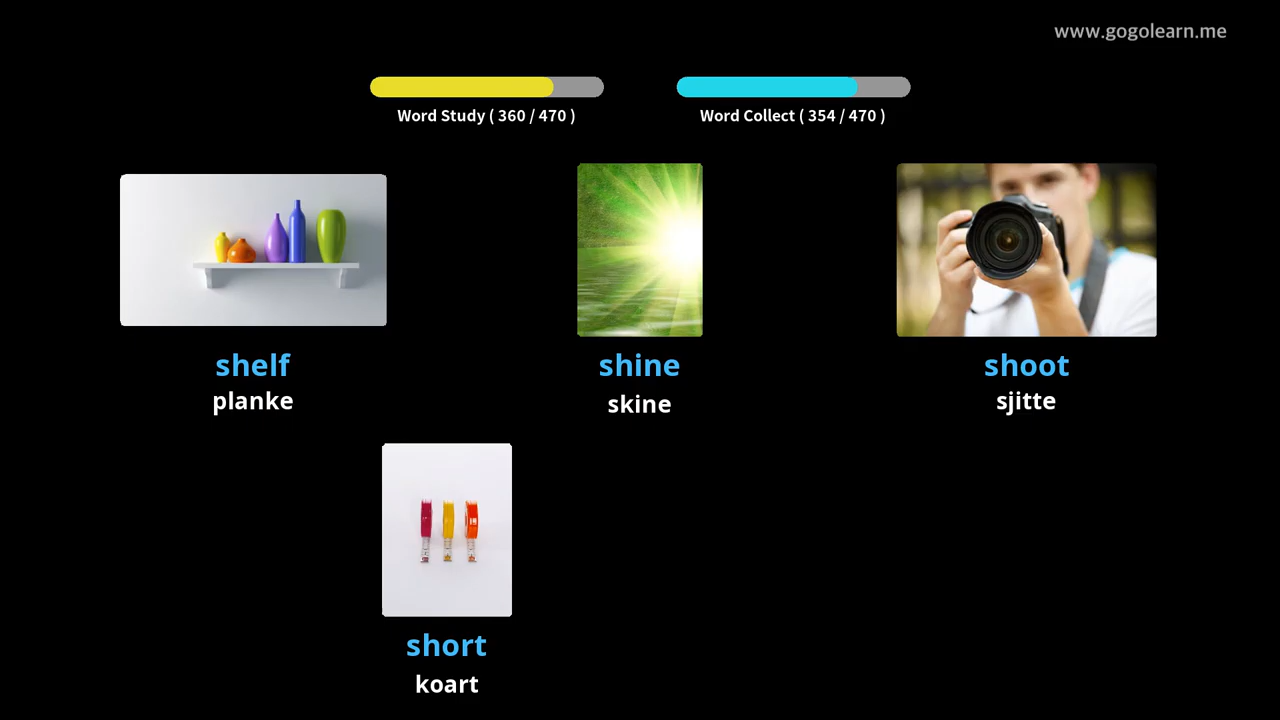 www.gogolearn.me
Word Study ( 360 / 470 )
Word Collect ( 354 / 470 )
shelf
planke
shine
skine
shoot
sjitte
short
koart